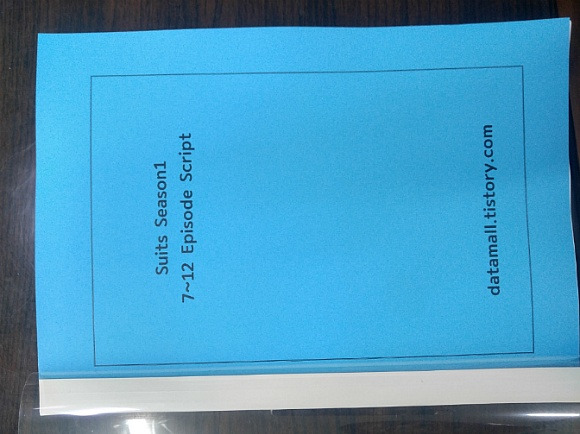 Suits Season1
7~12 Episode Script
datamall.tistory.com